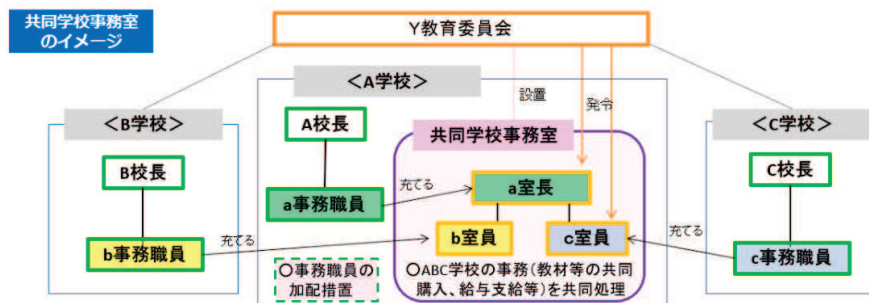 共同学校事務室
のイメージ
Y教育委員会
<A学校>
設置
発令
<B学校>
<C学校>
A校長
共同学校事務室
B校長
C校長
a室長
充てる
a事務職員
b事務職員
充てる
b室員
c室員
充てる
c事務職員
○事務職員の
加配措置
○ABC学校の事務(教材等の共同
購入、給与支給等)を共同処理